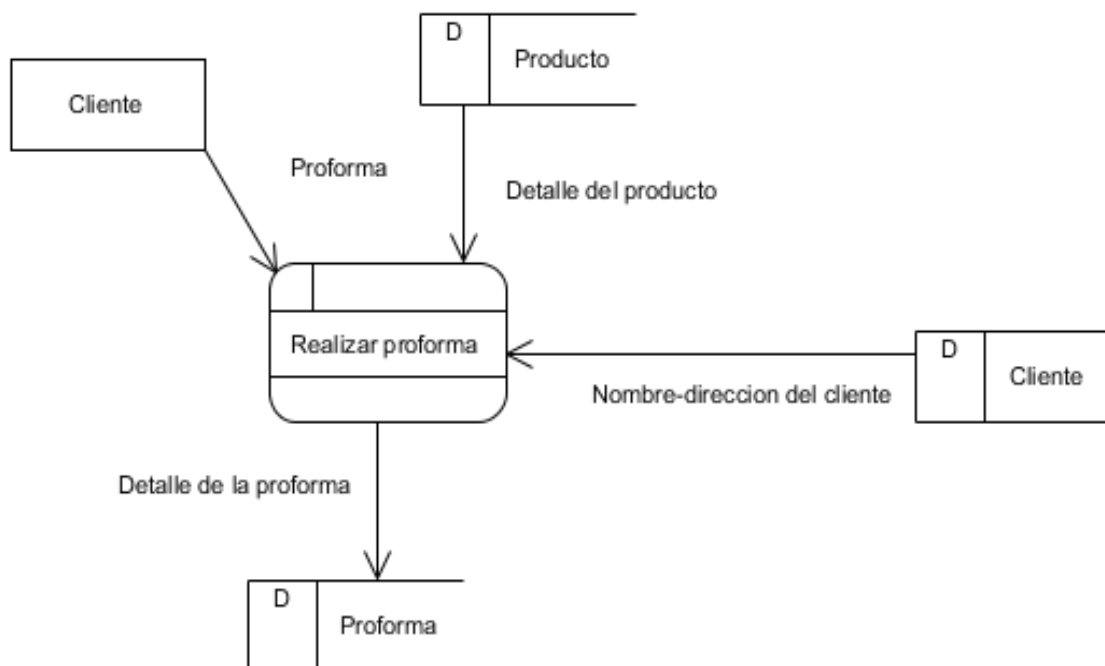 D
Producto
Cliente
Proforma
Detalle del producto
Realizar proforma
D
Cliente
Nombre-direccion del cliente
Detalle de la proforma
D
Proforma